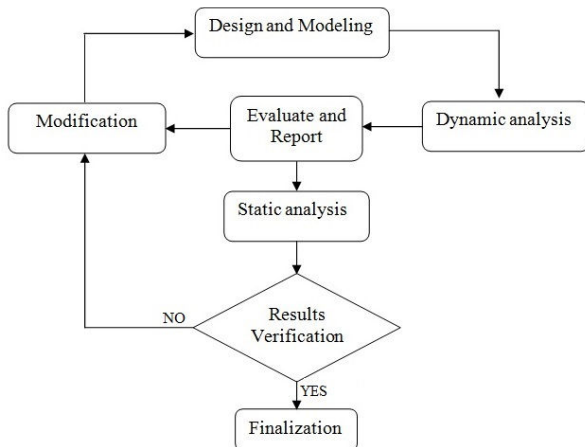 Design and Modeling
Modification
Evaluate and
Report
Dynamic analysis
Static analysis
Results
Verification
NO
YES
Finalization